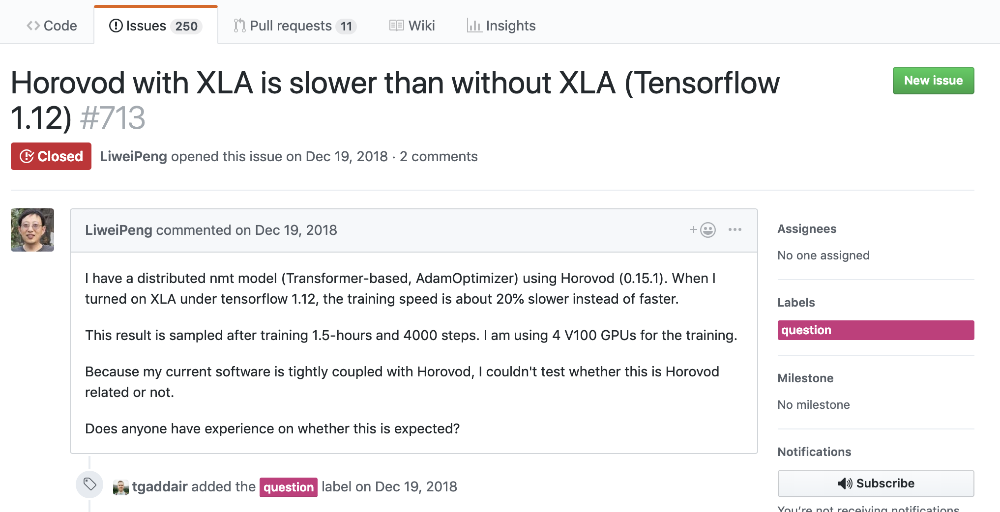 Code
Issues 250
Pull requests 11
Wiki
Insights
Horovod with XLA is slower than without XLA (Tensorflow
1.12) #713
New issue
Closed
LiweiPeng opened this issue on Dec 19, 2018 · 2 comments
LiweiPeng commented on Dec 19, 2018
I have a distributed nmt model (Transformer-based, AdamOptimizer) using Horovod (0.15.1). When I
turned on XLA under tensorflow 1.12, the training speed is about 20% slower instead of faster.
This result is sampled after training 1.5-hours and 4000 steps. I am using 4 V100 GPUs for the training.
Because my current software is tightly coupled with Horovod, I couldn't test whether this is Horovod
related or not.
Does anyone have experience on whether this is expected?
tgaddair added the question label on Dec 19, 2018
Assignees
No one assigned
Labels
question
Milestone
No milestone
Notifications
Subscribe
You're not receiving notifications